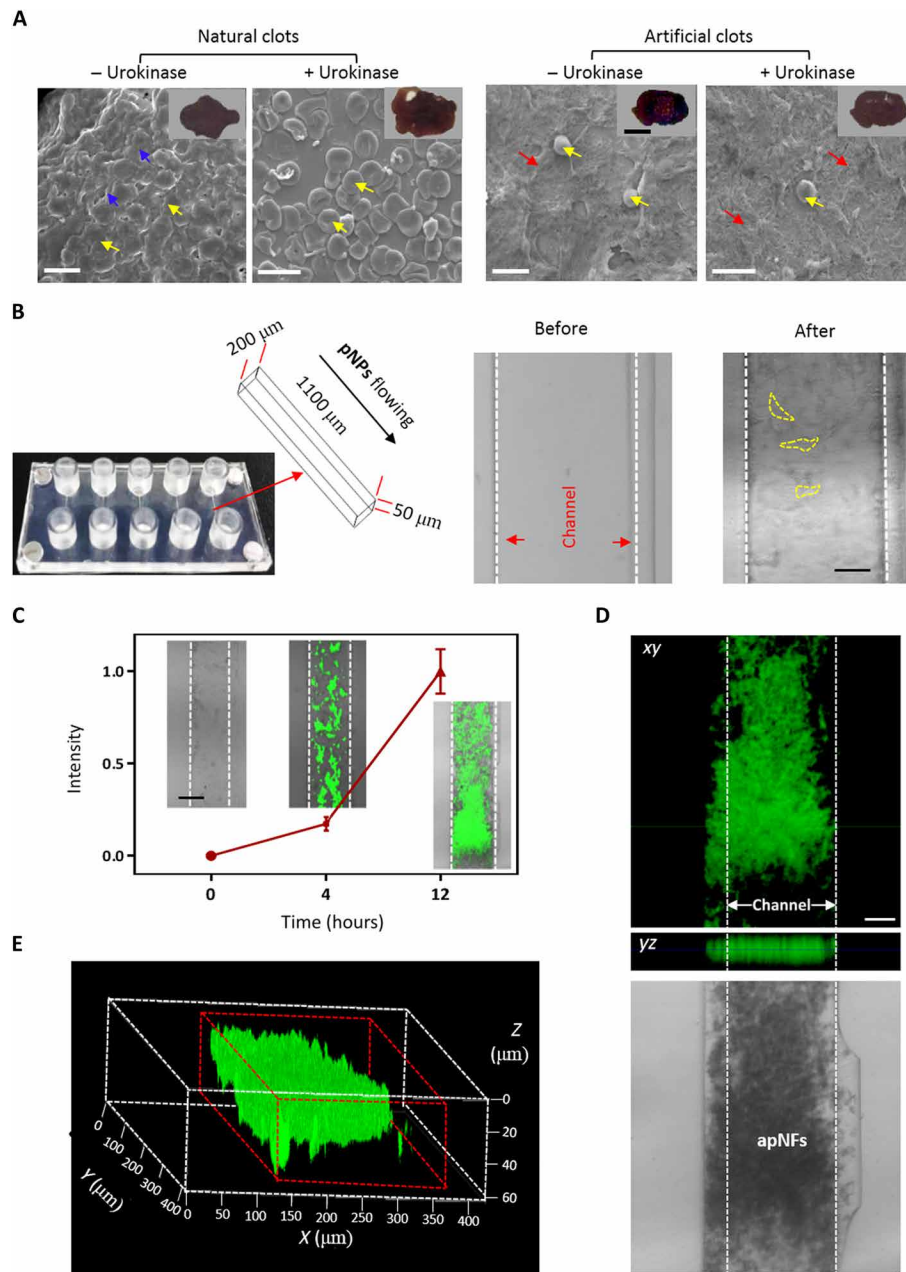 A
Natural clots
– Urokinase
+ Urokinase
Artificial clots
– Urokinase
+ Urokinase
B
200 μm
1100 μm
pNPs flowing
50 μm
Before
Channel
After
C
Intensity
1.0
0.5
0.0
0
4
12
Time (hours)
D
xy
Channel
yz
apNFs
E
Z
(μm)
0
20
40
60
0
100
200
300
400
Y (μm)
0
50
100
150
200
250
300
350
400
X (μm)